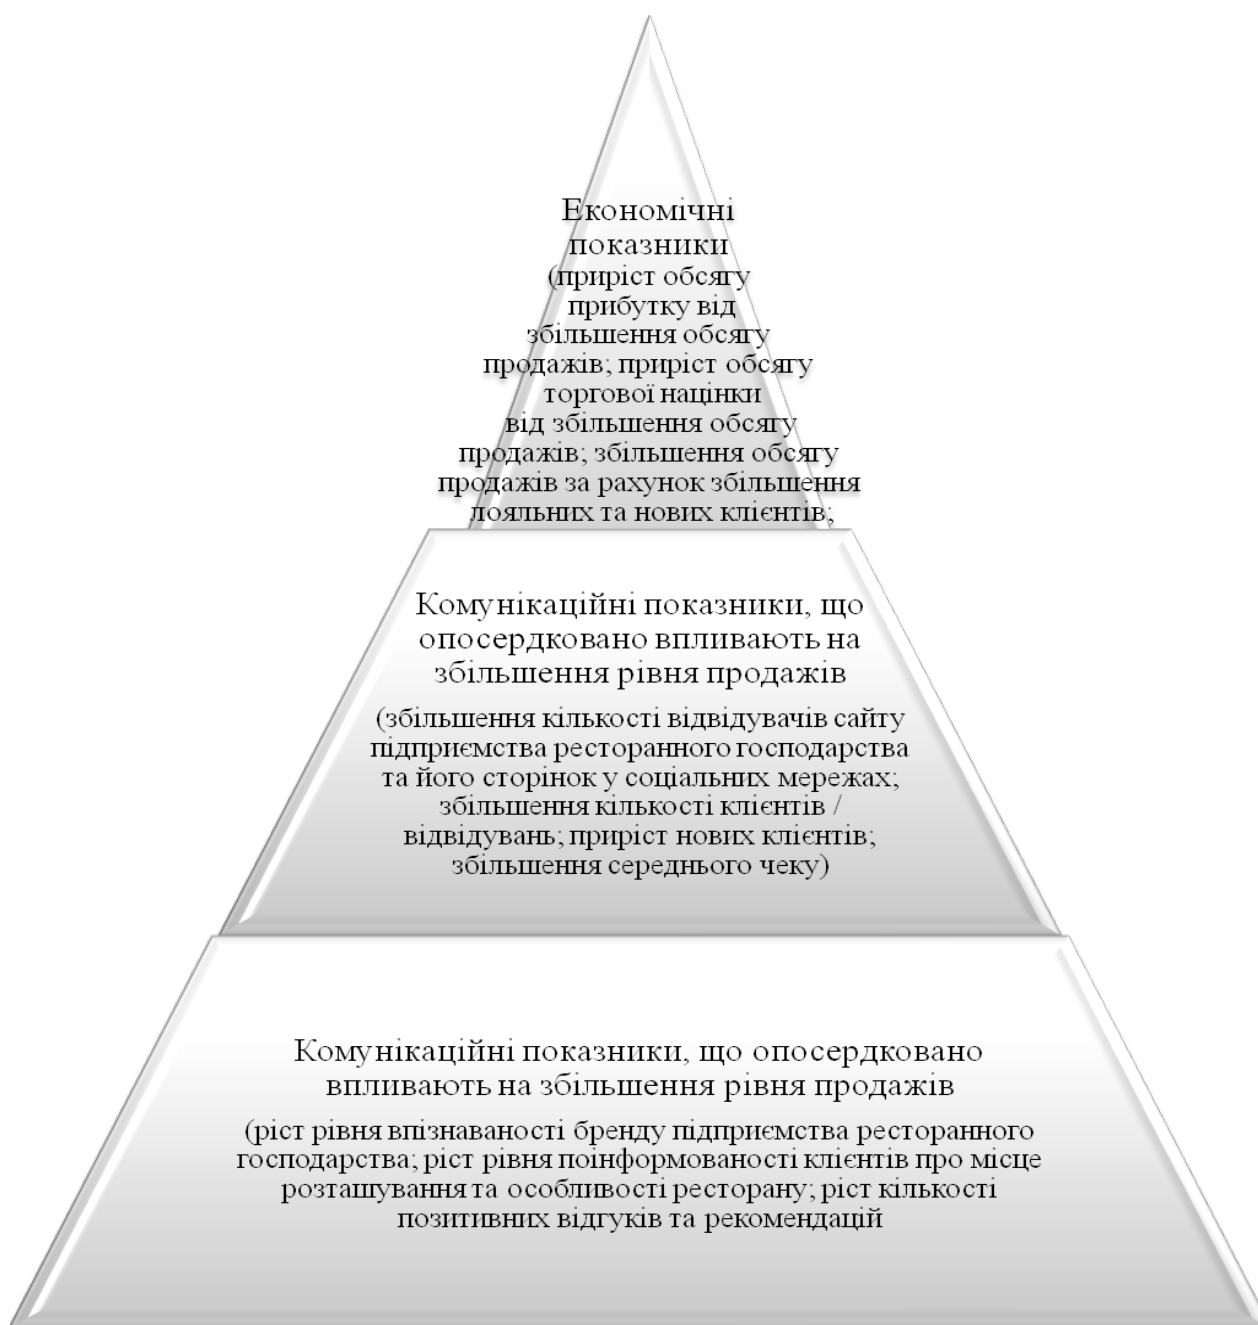 Економічні
показники
(приріст обсягу
прибутку від
збільшення обсягу
продажів; приріст обсягу
торгової націнки
від збільшення обсягу
продажів; збільшення обсягу
продажів за рахунок збільшення
лояльних та нових клієнтів;
Комунікаційні показники, що
опосердковано впливають на
збільшення рівня продажів
(збільшення кількості відвідувачів сайту
підприємства ресторанного господарства
та його сторінок у соціальних мережах;
збільшення кількості клієнтів /
відвідувань; приріст нових клієнтів;
збільшення середнього чеку)
Комунікаційні показники, що опосердковано
впливають на збільшення рівня продажів
(ріст рівня впізнаваності бренду підприємства ресторанного
господарства; ріст рівня поінформованості клієнтів про місце
розташування та особливості ресторану; ріст кількості
позитивних відгуків та рекомендацій